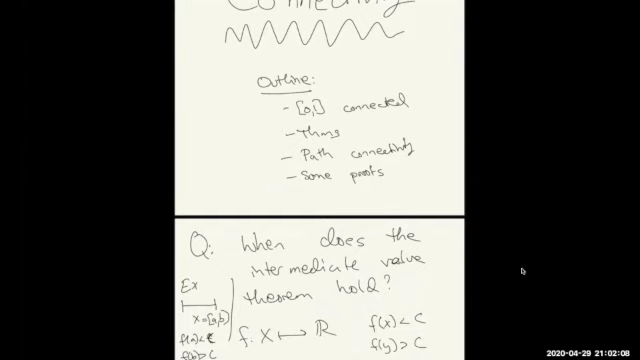 Connectivity
Outline:
- [0,1] connected
- Thms
- Path connectivity
- Some proofs
Q: When does the
intermediate value
theorem hold?
Ex
X=[a,b]
f(a)<C
f(b)>C
f: X ↦ ℝ
f(x) < C
f(y) > C
2020-04-29 21:02:08